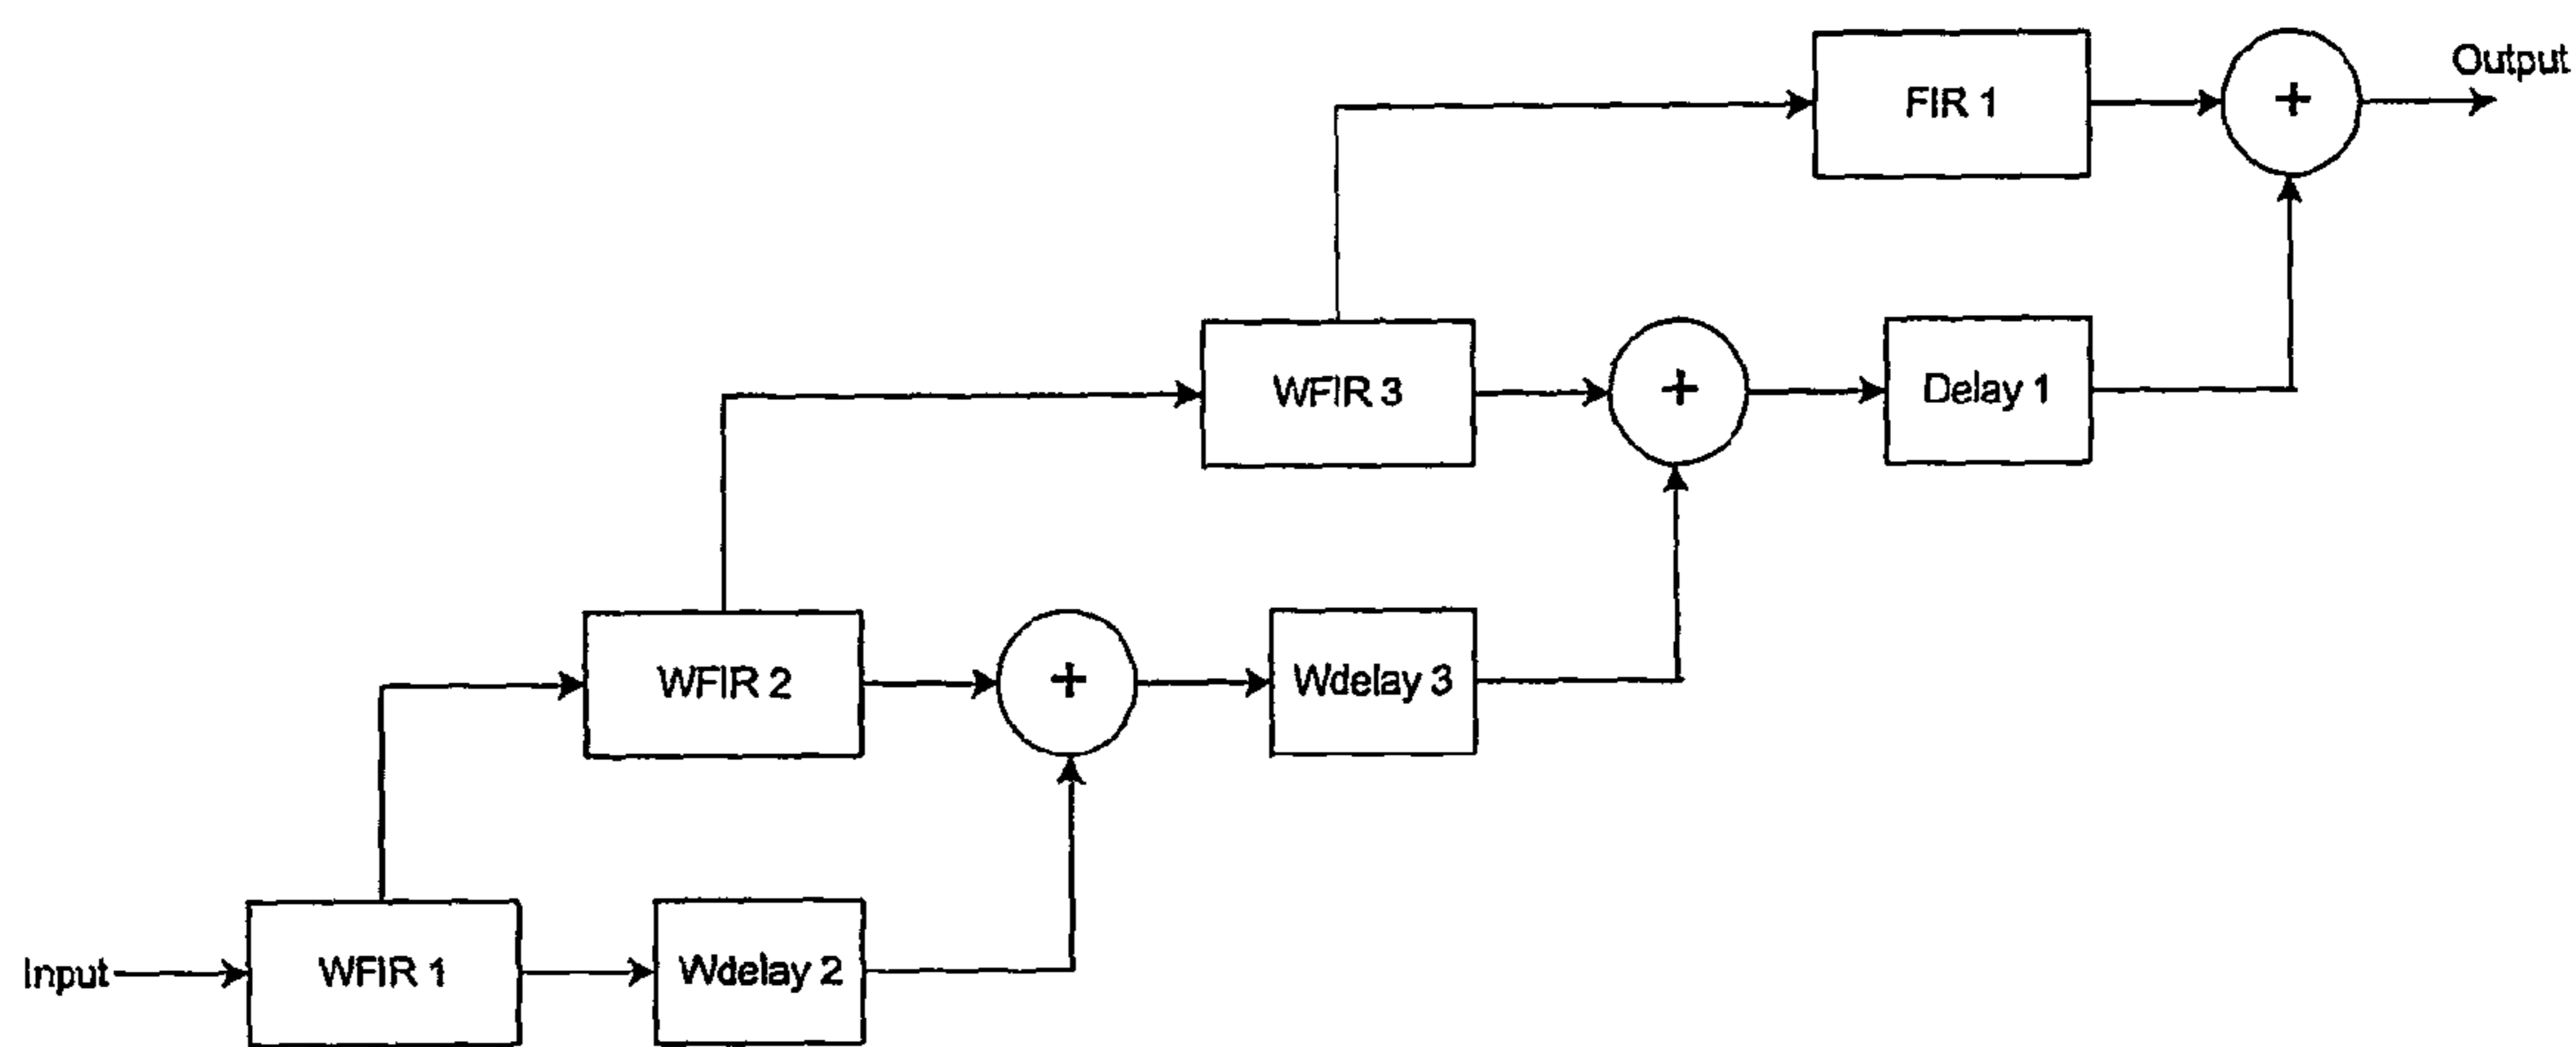 Output
FIR 1
+
WFIR 3
+
Delay 1
WFIR 2
+
Wdelay 3
Input
WFIR 1
Wdelay 2